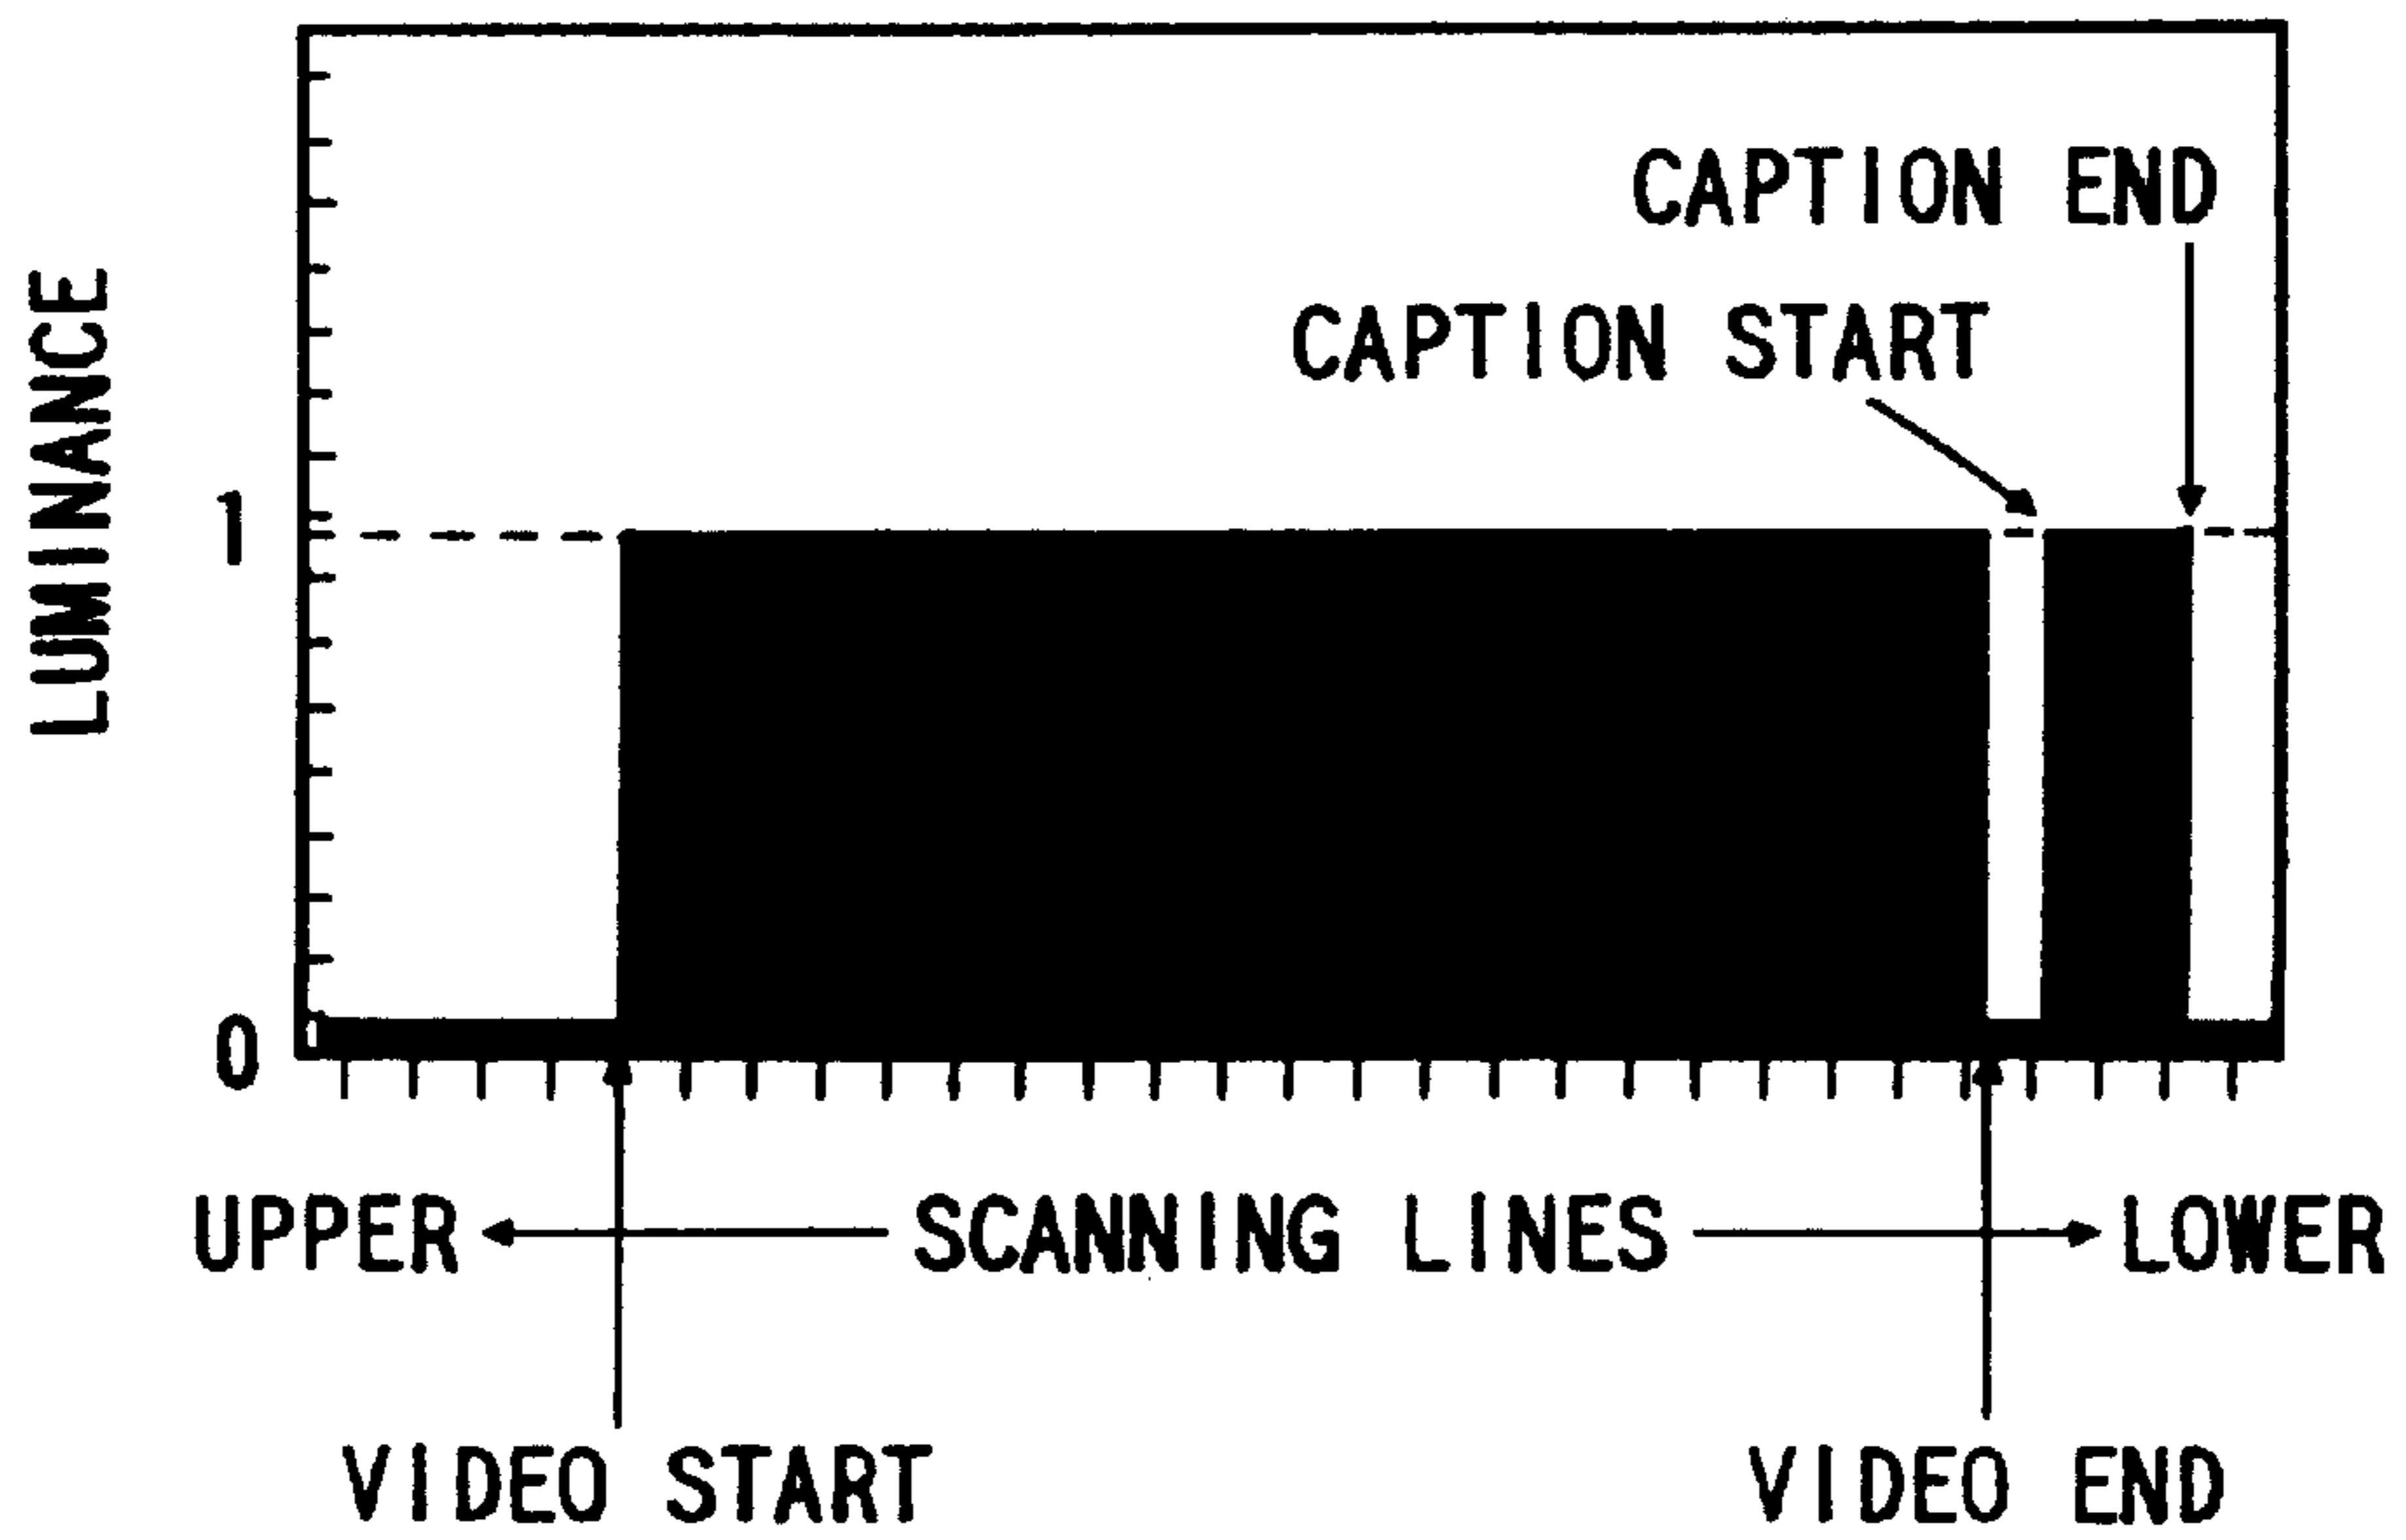 CAPTION END
CAPTION START
LUMINANCE
1
0
UPPER SCANNING LINES LOWER
VIDEO START VIDEO END